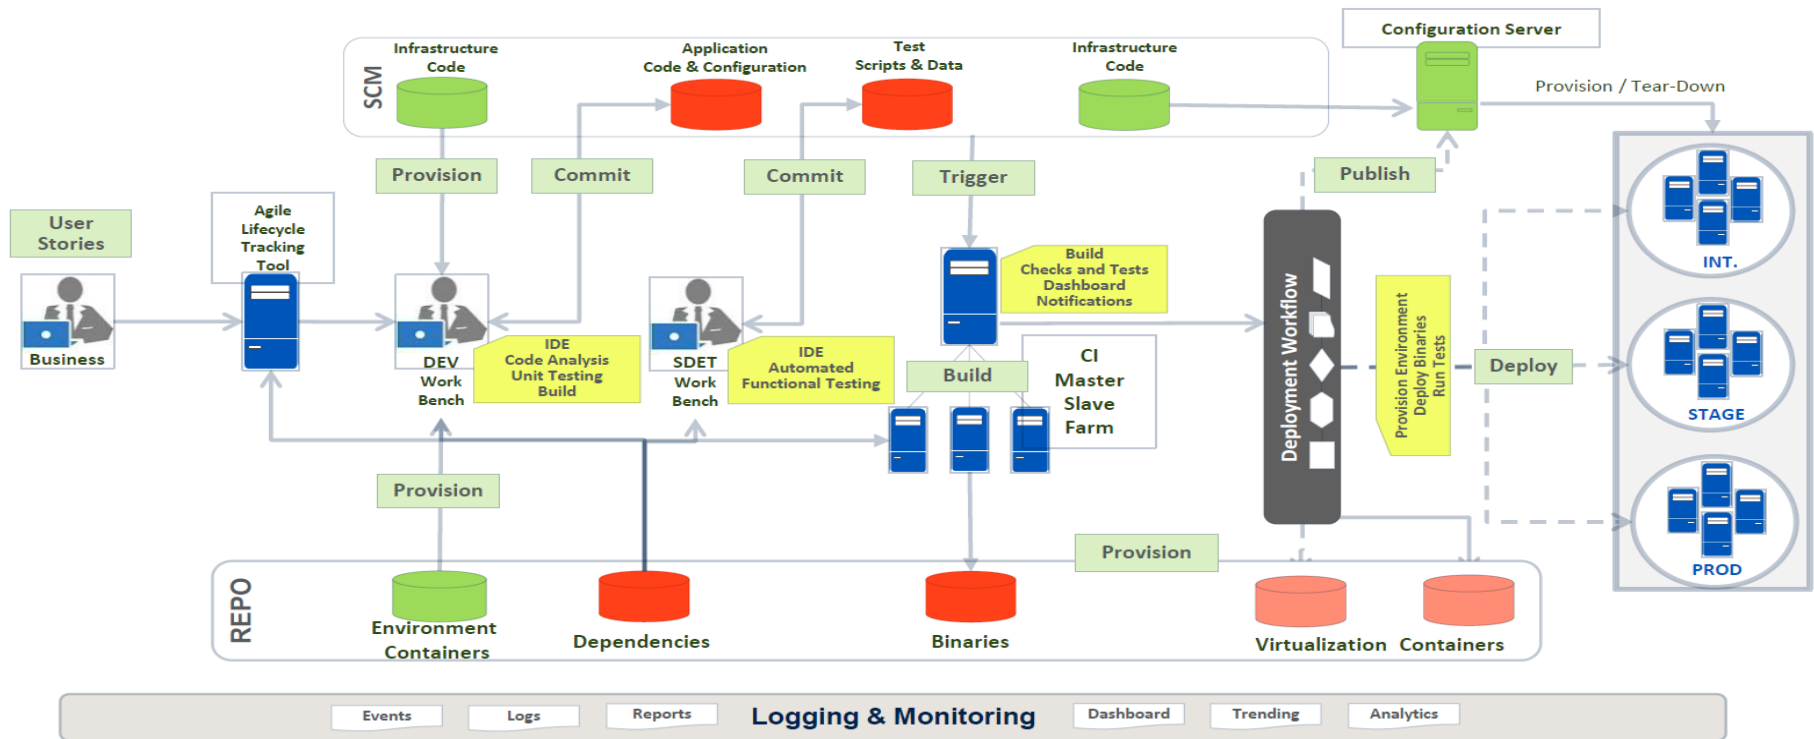 Configuration Server
SCM
Infrastructure
Code
Application
Code & Configuration
Test
Scripts & Data
Infrastructure
Code
Provision / Tear-Down
Provision
Commit
Commit
Trigger
Publish
User
Stories
Agile
Lifecycle
Tracking
Tool
Business
DEV
Work
Bench
IDE
Code Analysis
Unit Testing
Build
SDET
Work
Bench
IDE
Automated
Functional Testing
Build
Checks and Tests
Dashboard
Notifications
Build
CI
Master
Slave
Farm
Deployment Workflow
Provision Environment
Deploy Binaries
Run Tests
Deploy
INT.
STAGE
PROD
Provision
Provision
REPO
Environment
Containers
Dependencies
Binaries
Virtualization
Containers
Events
Logs
Reports
Logging & Monitoring
Dashboard
Trending
Analytics